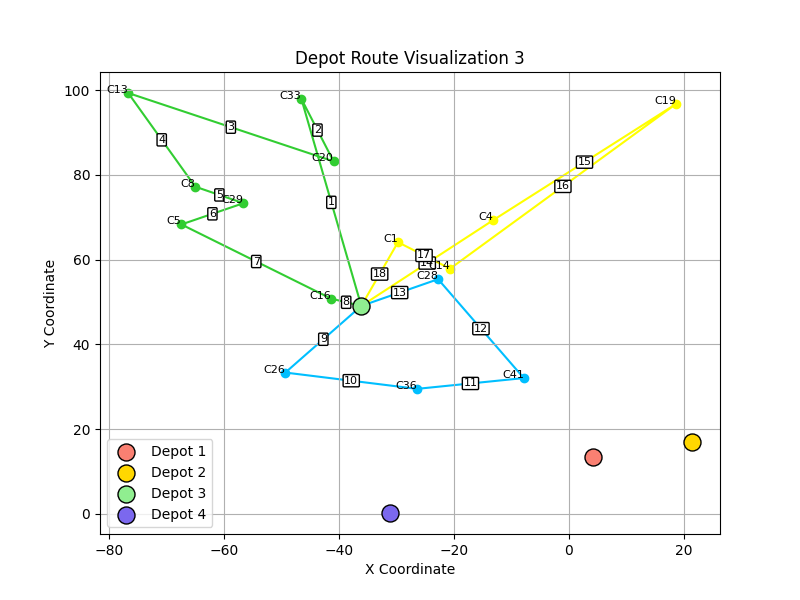 Depot Route Visualization 3
Y Coordinate
100
80
60
40
20
0
C13
C33
C19
2
3
4
C20
15
C8
16
5
C29
1
6
C5
C4
C1
17
7
14
C14
18
C28
13
C16
8
12
9
C26
10
C36
11
C41
Depot 1
Depot 2
Depot 3
Depot 4
−80
−60
−40
−20
0
20
X Coordinate